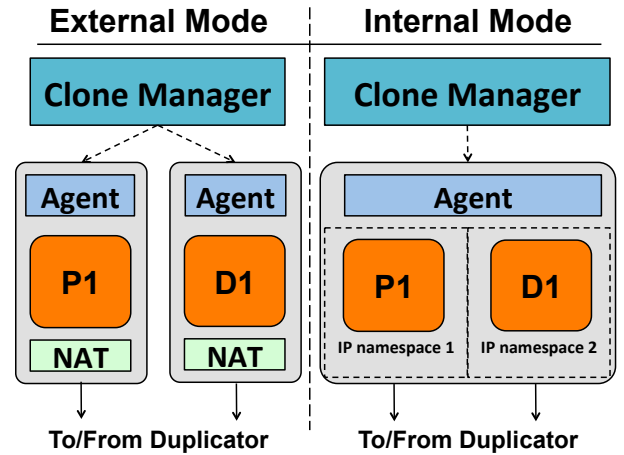 External Mode
Internal Mode
Clone Manager
Clone Manager
Agent
Agent
Agent
P1
D1
P1
D1
IP namespace 1
IP namespace 2
NAT
NAT
To/From Duplicator
To/From Duplicator